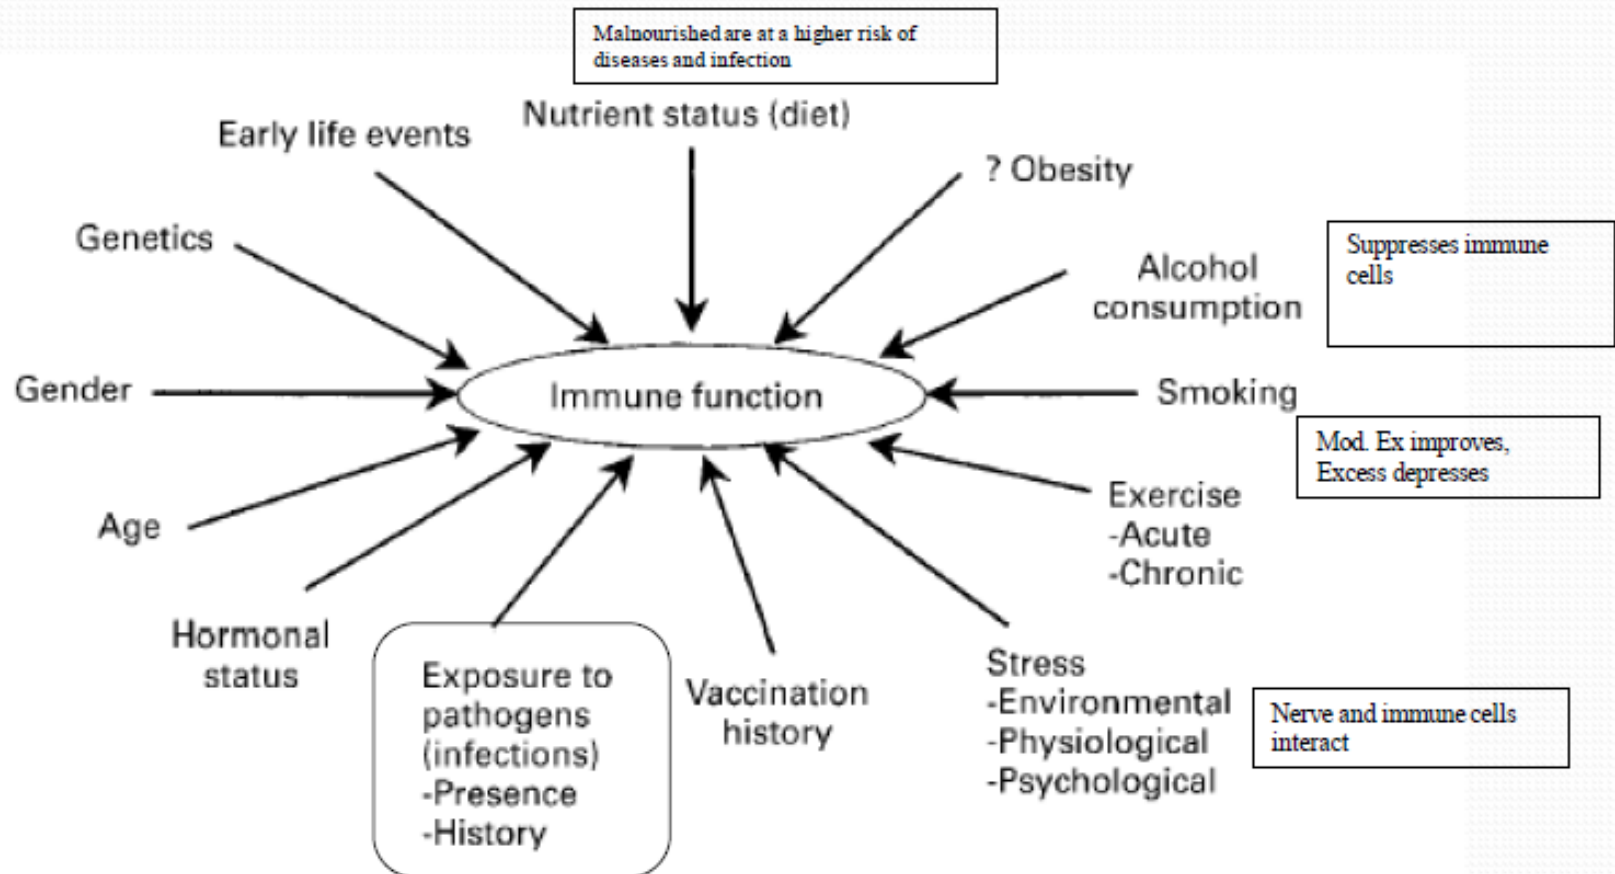 Malnourished are at a higher risk of
diseases and infection
Nutrient status (diet)
Early life events
? Obesity
Genetics
Alcohol
consumption
Suppresses immune
cells
Gender
Immune function
Smoking
Mod. Ex improves,
Excess depresses
Age
Exercise
-Acute
-Chronic
Hormonal
status
Exposure to
pathogens
(infections)
-Presence
-History
Vaccination
history
Stress
-Environmental
-Physiological
-Psychological
Nerve and immune cells
interact